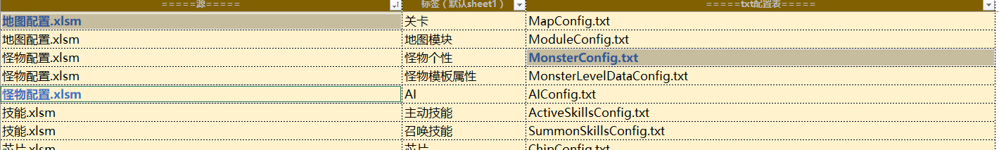 =====源===== 标签（默认sheet1） =====txt配置表=====
地图配置.xlsm 关卡 MapConfig.txt
地图配置.xlsm 地图模块 ModuleConfig.txt
怪物配置.xlsm 怪物个性 MonsterConfig.txt
怪物配置.xlsm 怪物模板属性 MonsterLevelDataConfig.txt
怪物配置.xlsm AI AIConfig.txt
技能.xlsm 主动技能 ActiveSkillsConfig.txt
技能.xlsm 召唤技能 SummonSkillsConfig.txt
芯片.xlsm 芯片 ChipConfig.txt